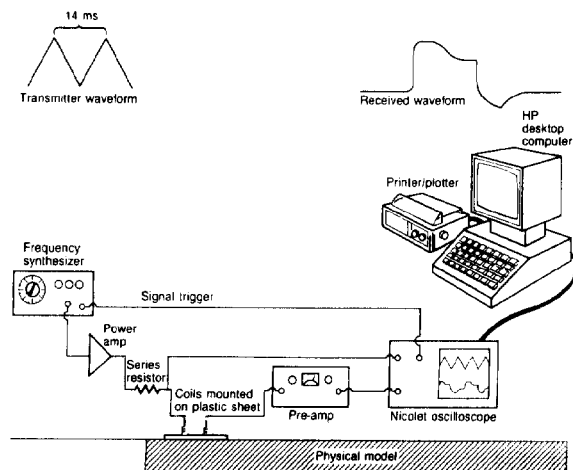 14 ms
Transmitter waveform
Received waveform
HP
desktop
computer
Printer/plotter
Frequency
synthesizer
Signal trigger
Power
amp
Series
resistor
Coils mounted
on plastic sheet
Pre-amp
Nicolet oscilloscope
Physical model